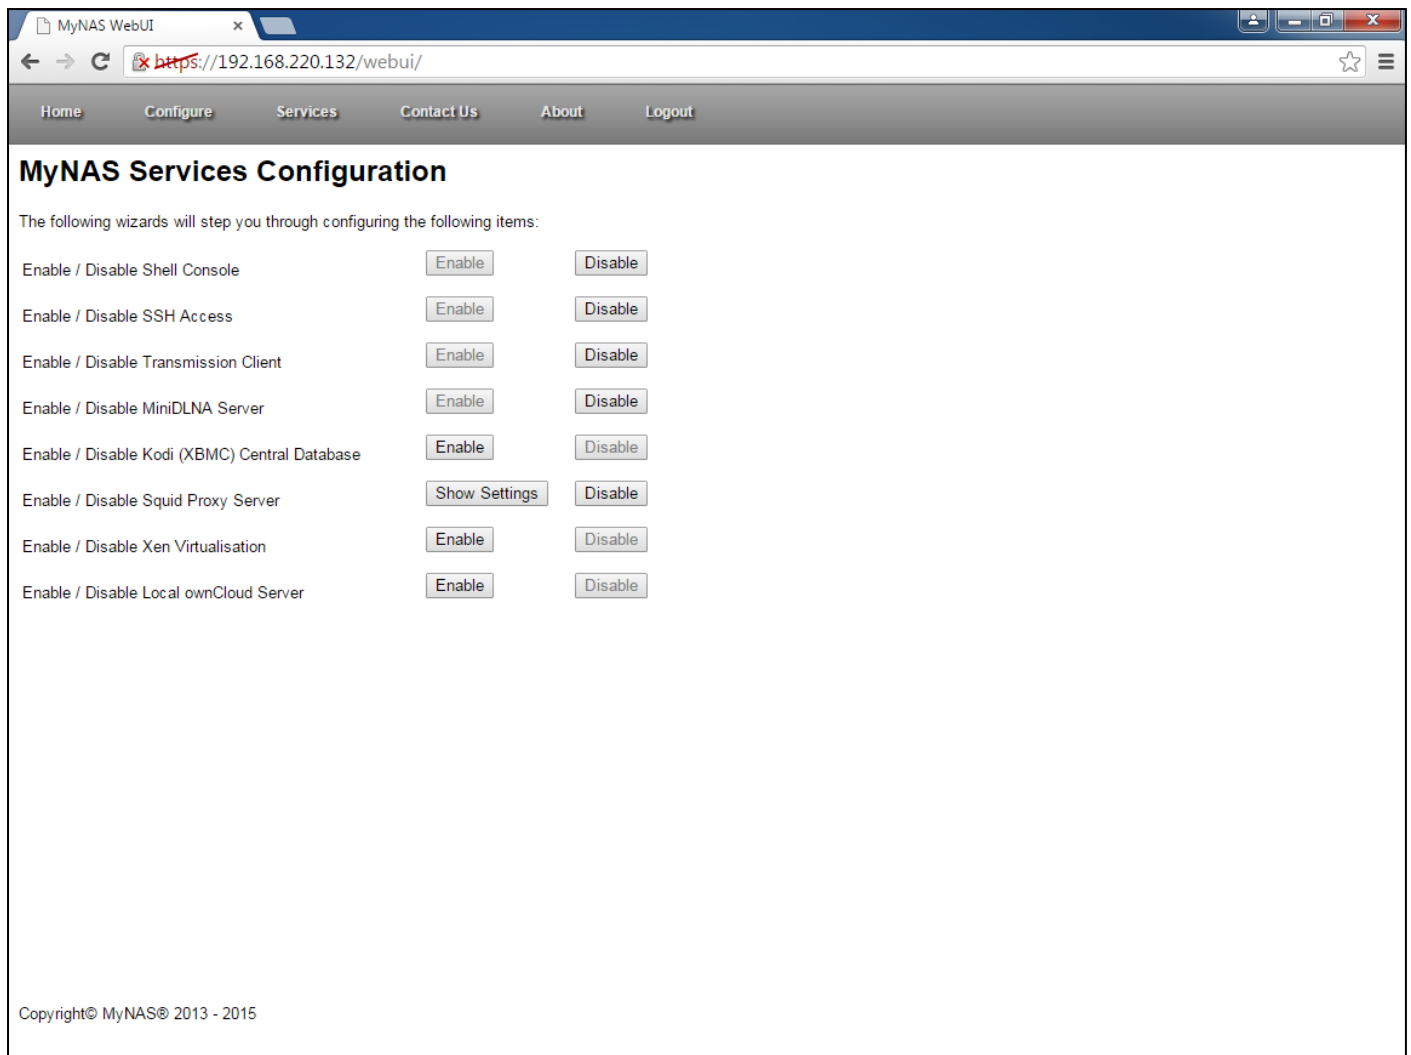 MyNAS WebUI
https://192.168.220.132/webui/
Home Configure Services Contact Us About Logout
MyNAS Services Configuration
The following wizards will step you through configuring the following items:
Enable / Disable Shell Console Enable Disable
Enable / Disable SSH Access Enable Disable
Enable / Disable Transmission Client Enable Disable
Enable / Disable MiniDLNA Server Enable Disable
Enable / Disable Kodi (XBMC) Central Database Enable Disable
Enable / Disable Squid Proxy Server Show Settings Disable
Enable / Disable Xen Virtualisation Enable Disable
Enable / Disable Local ownCloud Server Enable Disable
Copyright© MyNAS® 2013 - 2015